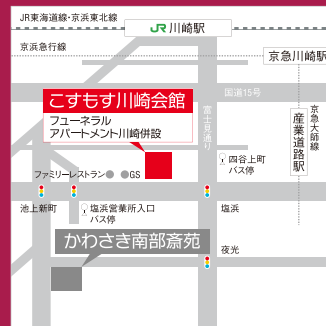 JR東海道線・京浜東北線
JR川崎駅
京浜急行線
京急川崎駅
国道15号
こすもす川崎会館
フューネラル
アパートメント川崎併設
富士見通り
京急大師線
産業道路駅
四谷上町
バス停
ファミリーレストラン
GS
池上新町
塩浜営業所入口
バス停
塩浜
かわさき南部斎苑
夜光